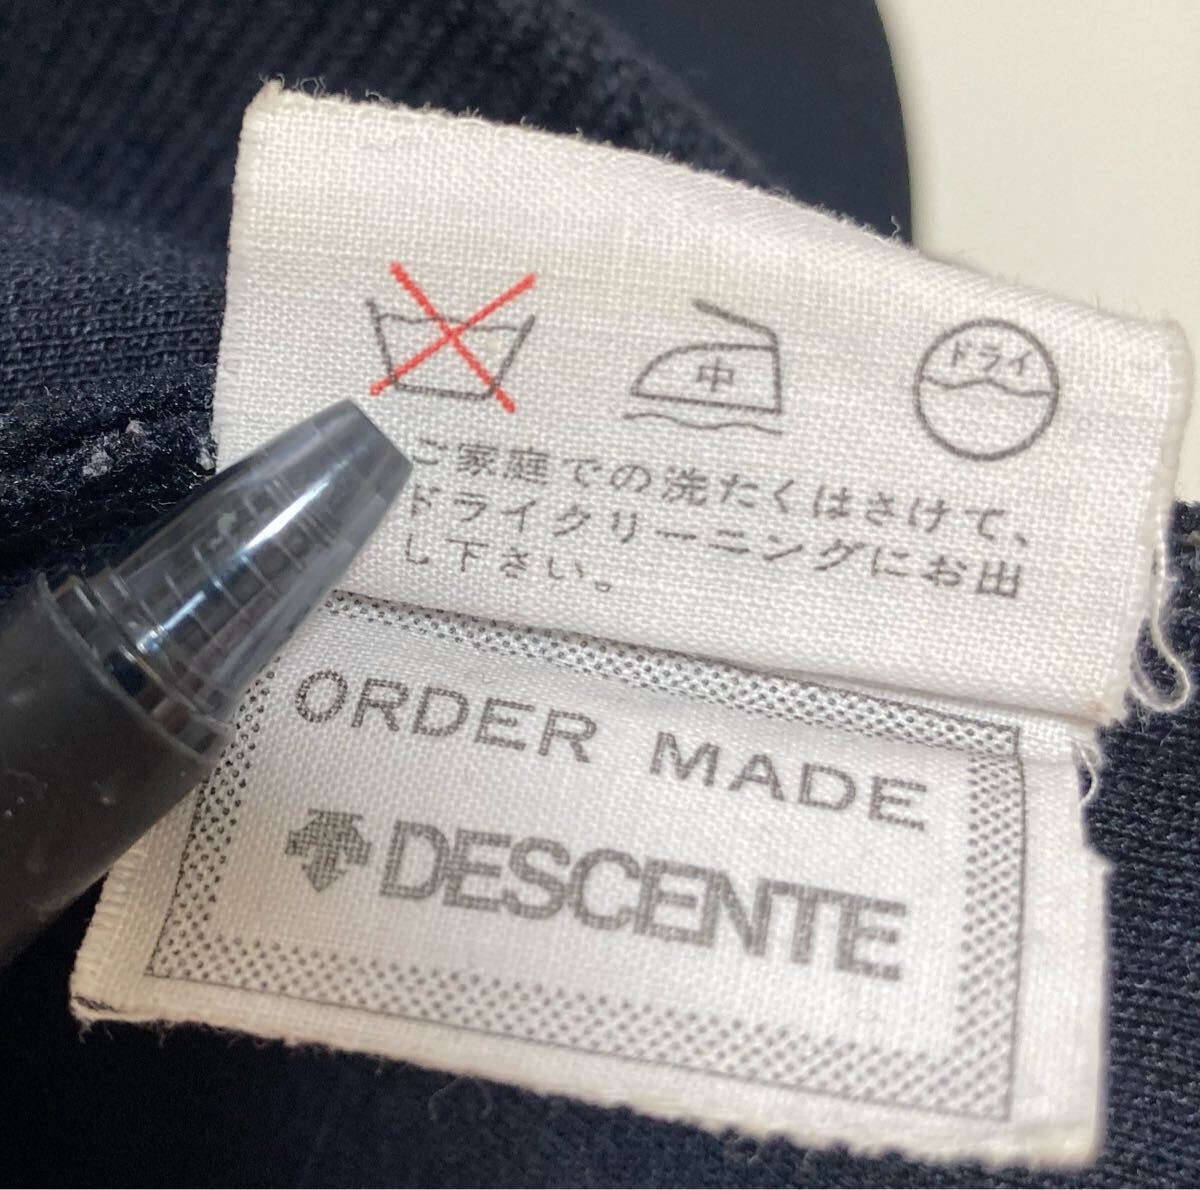 中
ドライ
ご家庭での洗たくはさけて、
ドライクリーニングにお出
し下さい。
ORDER MADE
DESCENTE